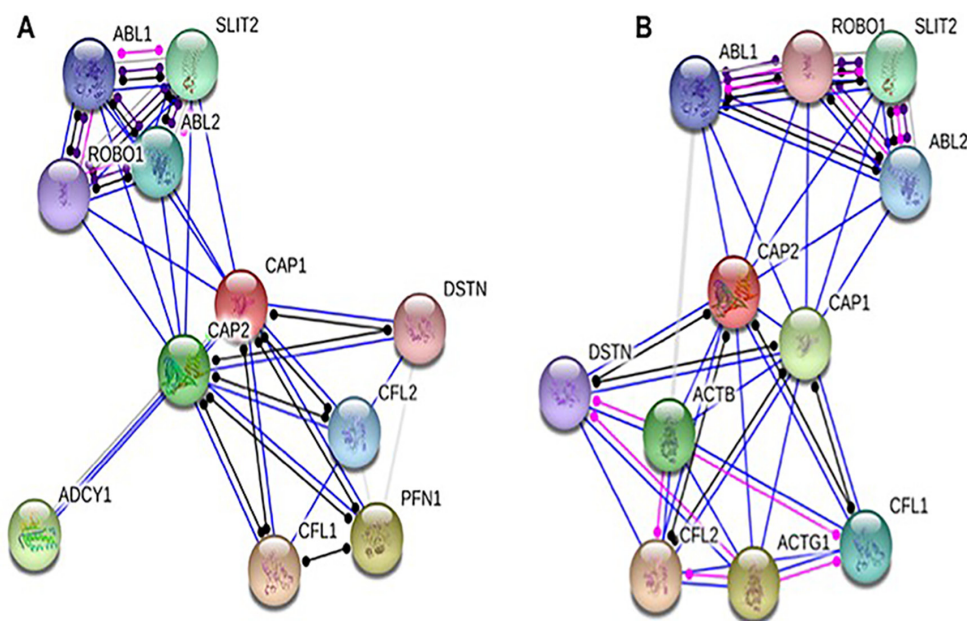 A
ABL1
SLIT2
ABL2
ROBO1
CAP1
DSTN
CAP2
CFL2
ADCY1
PFN1
CFL1
B
ABL1
ROBO1
SLIT2
ABL2
CAP2
CAP1
DSTN
ACTB
CFL1
CFL2
ACTG1